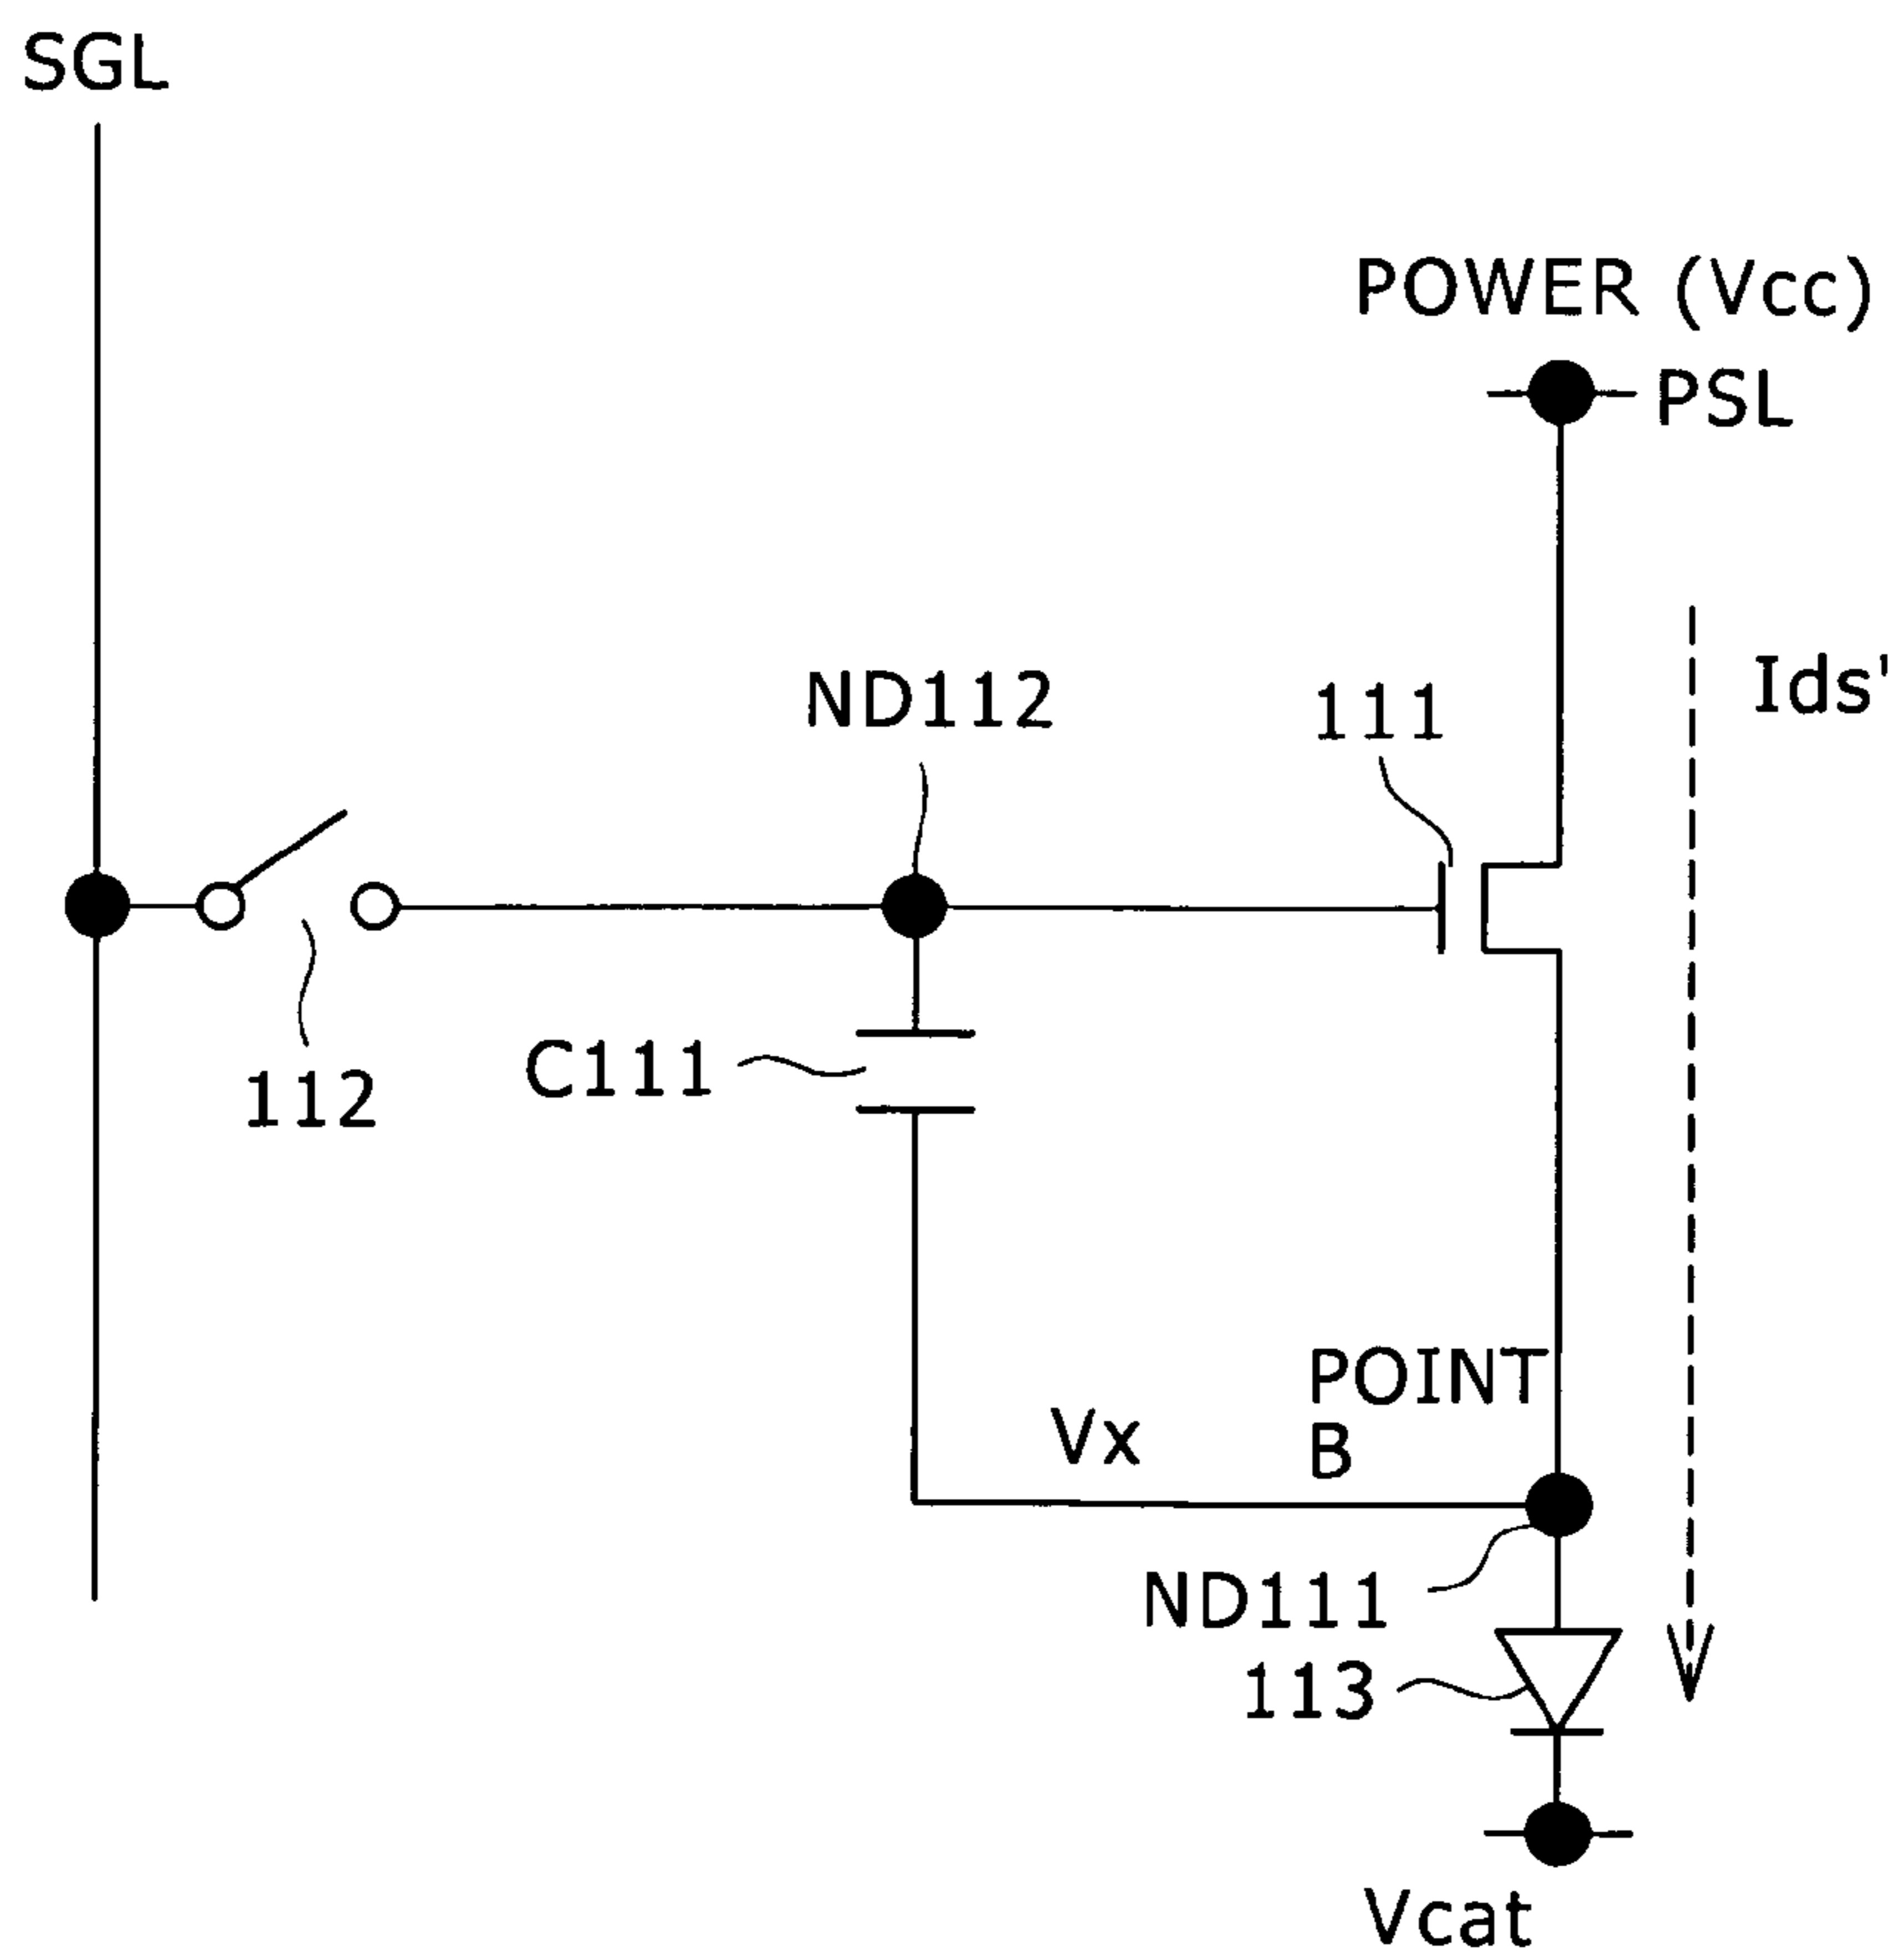 SGL
POWER (Vcc)
PSL
Ids'
ND112
111
C111
112
POINT
B
Vx
ND111
113
Vcat